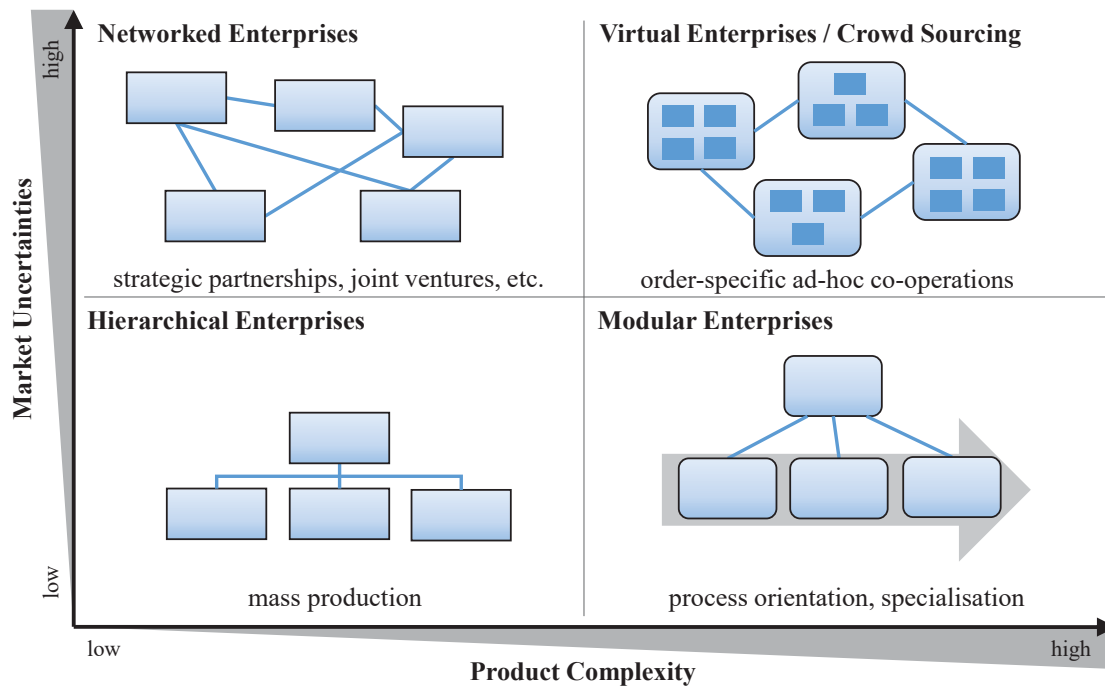 Networked Enterprises
Virtual Enterprises / Crowd Sourcing
high
strategic partnerships, joint ventures, etc.
order-specific ad-hoc co-operations
Market Uncertainties
Hierarchical Enterprises
Modular Enterprises
low
mass production
process orientation, specialisation
low
high
Product Complexity